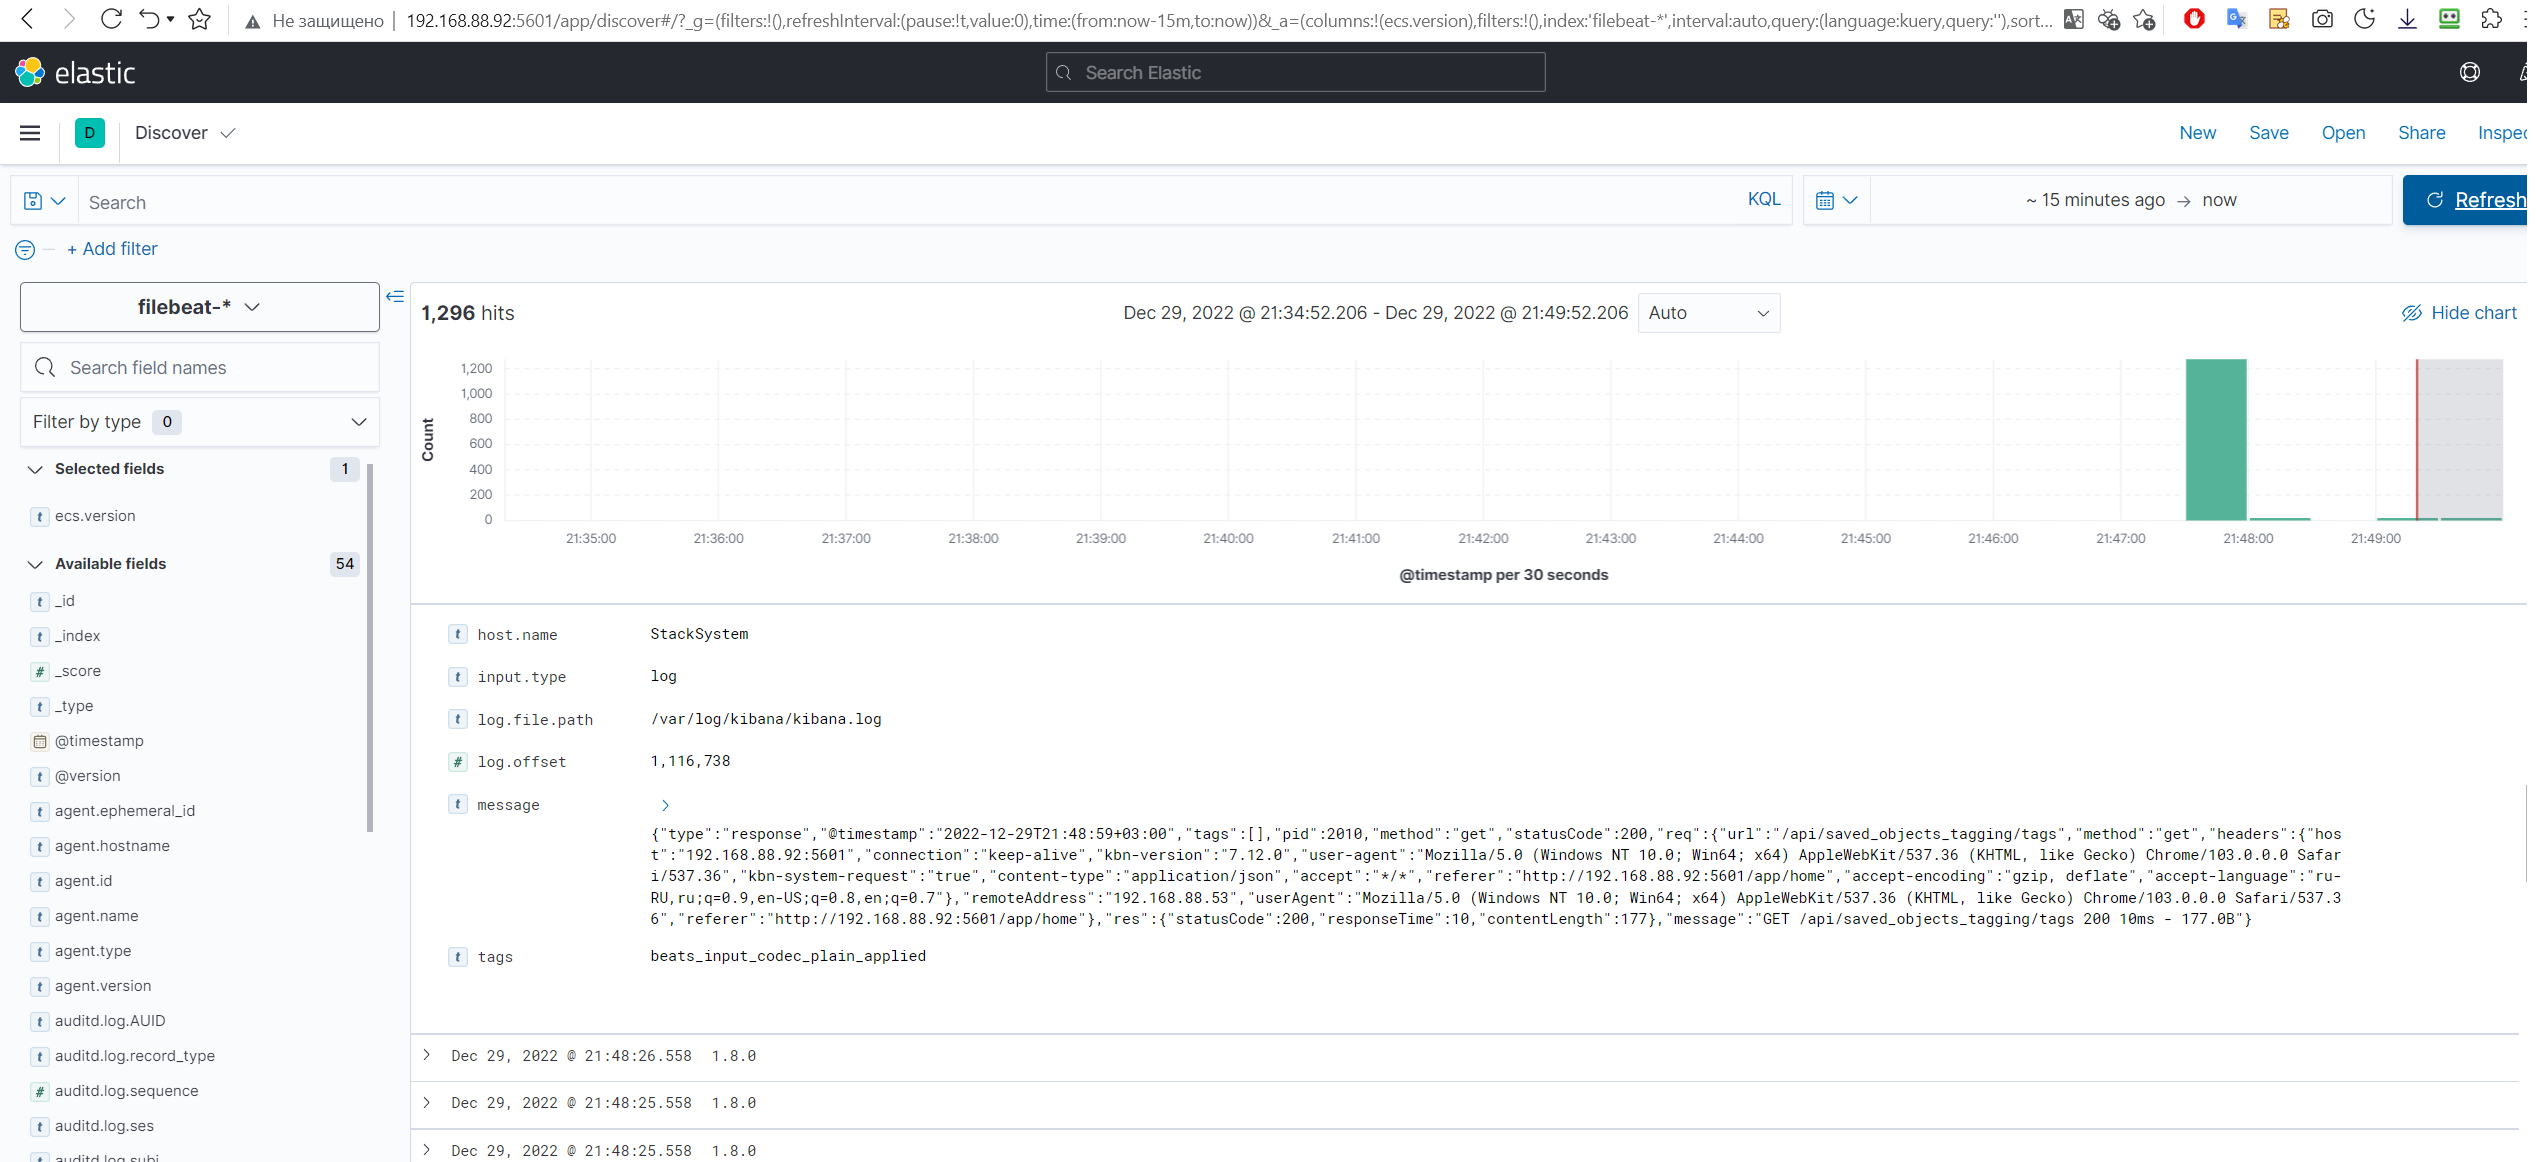 Не защищено | 192.168.88.92:5601/app/discover#/?_g=(filters:!(),refreshInterval:(pause:!t,value:0),time:(from:now-15m,to:now))&_a=(columns:!(ecs.version),filters:!(),index:'filebeat-*',interval:auto,query:(language:kuery,query:''),sort...
elastic
Search Elastic
D Discover
New Save Open Share Inspec
Search KQL
~ 15 minutes ago → now
Refresh
+ Add filter
filebeat-*
Search field names
Filter by type 0
Selected fields 1
t ecs.version
Available fields 54
t _id
t _index
# _score
t _type
@timestamp
t @version
t agent.ephemeral_id
t agent.hostname
t agent.id
t agent.name
t agent.type
t agent.version
t auditd.log.AUID
t auditd.log.record_type
# auditd.log.sequence
t auditd.log.ses
1,296 hits
Dec 29, 2022 @ 21:34:52.206 - Dec 29, 2022 @ 21:49:52.206
Auto
Hide chart
Count
1,200
1,000
800
600
400
200
0
21:35:00 21:36:00 21:37:00 21:38:00 21:39:00 21:40:00 21:41:00 21:42:00 21:43:00 21:44:00 21:45:00 21:46:00 21:47:00 21:48:00 21:49:00
@timestamp per 30 seconds
t host.name StackSystem
t input.type log
t log.file.path /var/log/kibana/kibana.log
# log.offset 1,116,738
t message
{"type":"response","@timestamp":"2022-12-29T21:48:59+03:00","tags":[],"pid":2010,"method":"get","statusCode":200,"req":{"url":"/api/saved_objects_tagging/tags","method":"get","headers":{"hos
t":"192.168.88.92:5601","connection":"keep-alive","kbn-version":"7.12.0","user-agent":"Mozilla/5.0 (Windows NT 10.0; Win64; x64) AppleWebKit/537.36 (KHTML, like Gecko) Chrome/103.0.0.0 Safar
i/537.36","kbn-system-request":"true","content-type":"application/json","accept":"*/*","referer":"http://192.168.88.92:5601/app/home","accept-encoding":"gzip, deflate","accept-language":"ru-
RU,ru;q=0.9,en-US;q=0.8,en;q=0.7"},"remoteAddress":"192.168.88.53","userAgent":"Mozilla/5.0 (Windows NT 10.0; Win64; x64) AppleWebKit/537.36 (KHTML, like Gecko) Chrome/103.0.0.0 Safari/537.3
6","referer":"http://192.168.88.92:5601/app/home"},"res":{"statusCode":200,"responseTime":10,"contentLength":177},"message":"GET /api/saved_objects_tagging/tags 200 10ms - 177.0B"}
t tags beats_input_codec_plain_applied
Dec 29, 2022 @ 21:48:26.558 1.8.0
Dec 29, 2022 @ 21:48:25.558 1.8.0
Dec 29, 2022 @ 21:48:25.558 1.8.0